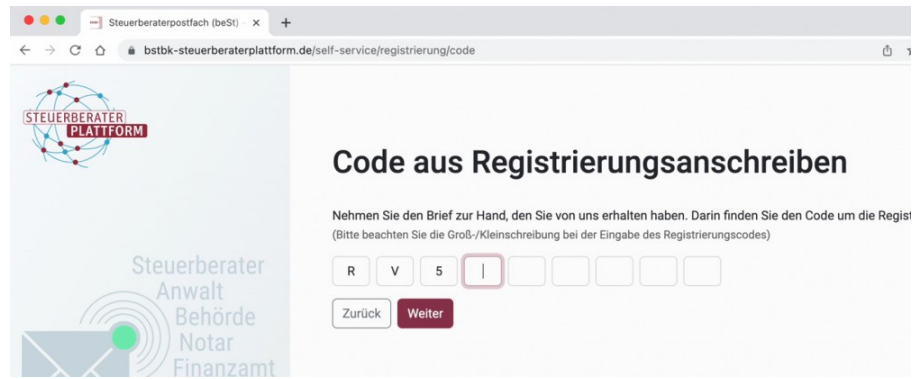 Steuerberaterpostfach (beSt)
bstbk-steuerberaterplattform.de/self-service/registrierung/code
STEUERBERATER
PLATTFORM
Code aus Registrierungsanschreiben
Nehmen Sie den Brief zur Hand, den Sie von uns erhalten haben. Darin finden Sie den Code um die Regist
(Bitte beachten Sie die Groß-/Kleinschreibung bei der Eingabe des Registrierungscodes)
R V 5
Zurück Weiter
Steuerberater
Anwalt
Behörde
Notar
Finanzamt